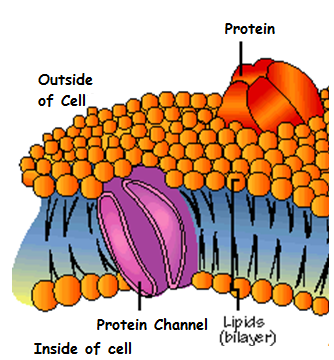 Protein
Outside
of Cell
Protein Channel
Lipids
(bilayer)
Inside of cell